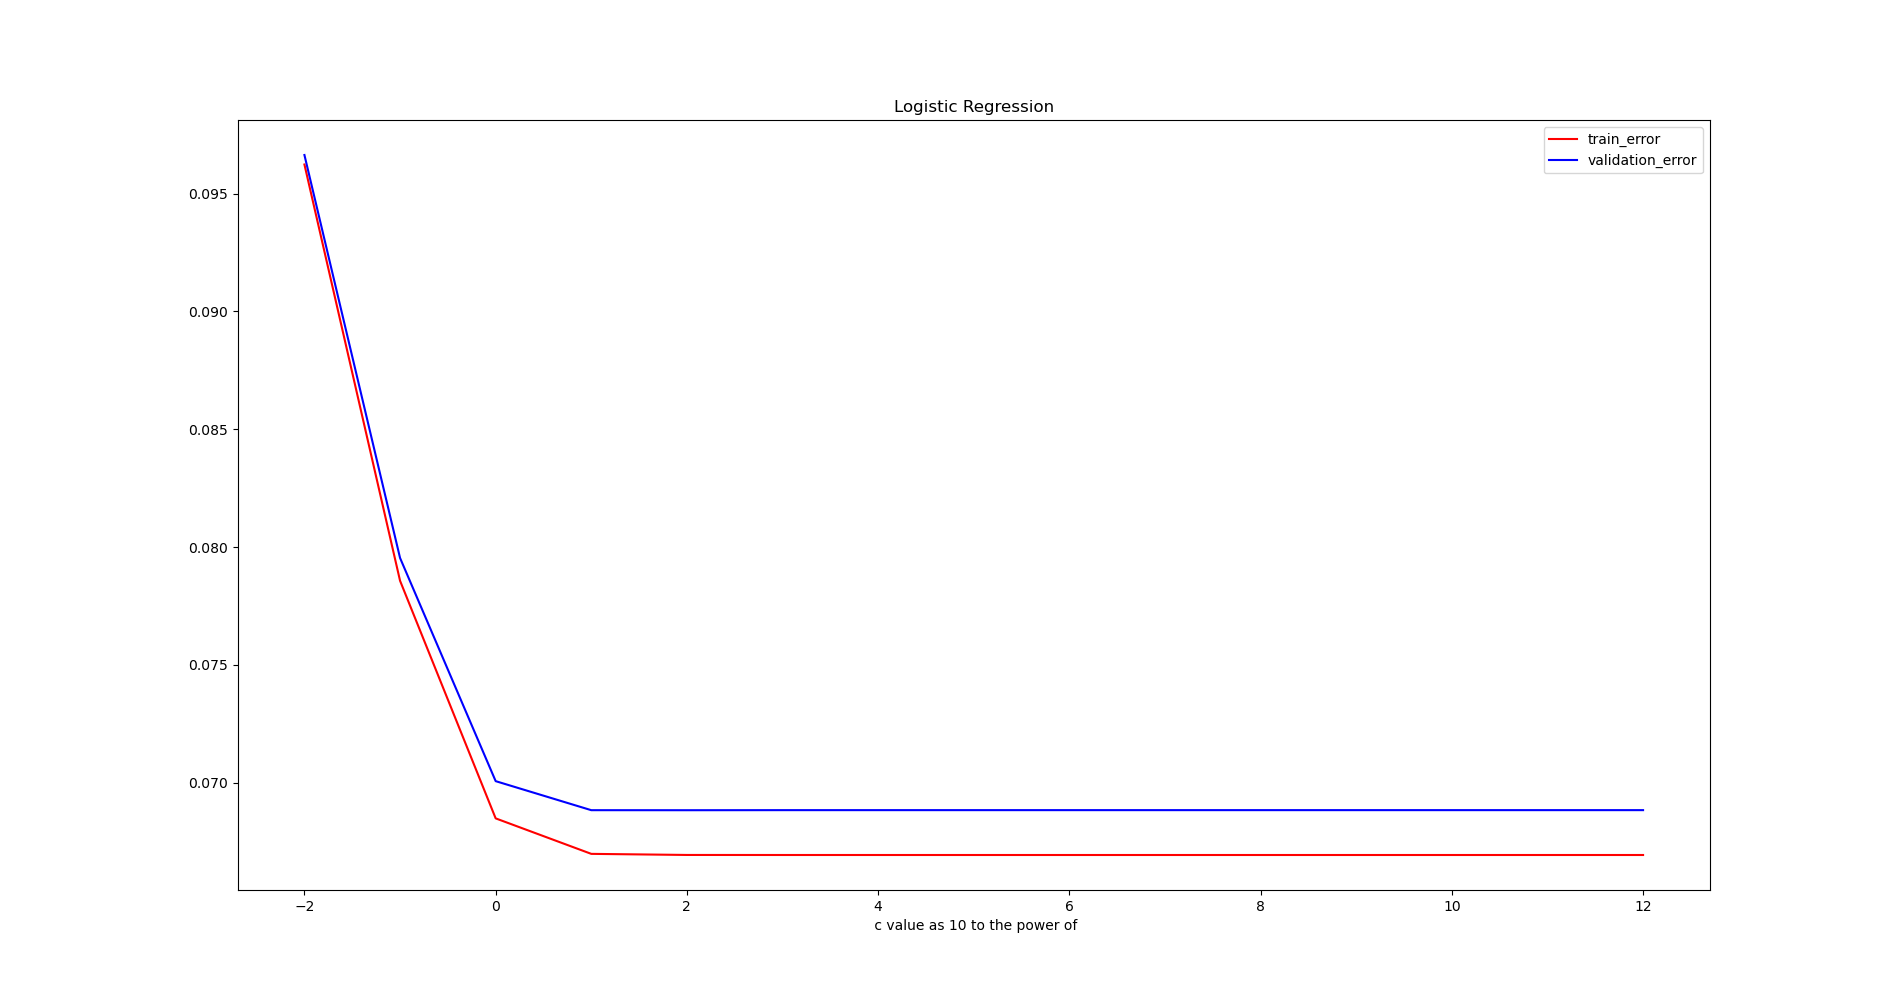 Logistic Regression
train_error
validation_error
0.095
0.090
0.085
0.080
0.075
0.070
−2 0 2 4 6 8 10 12
c value as 10 to the power of